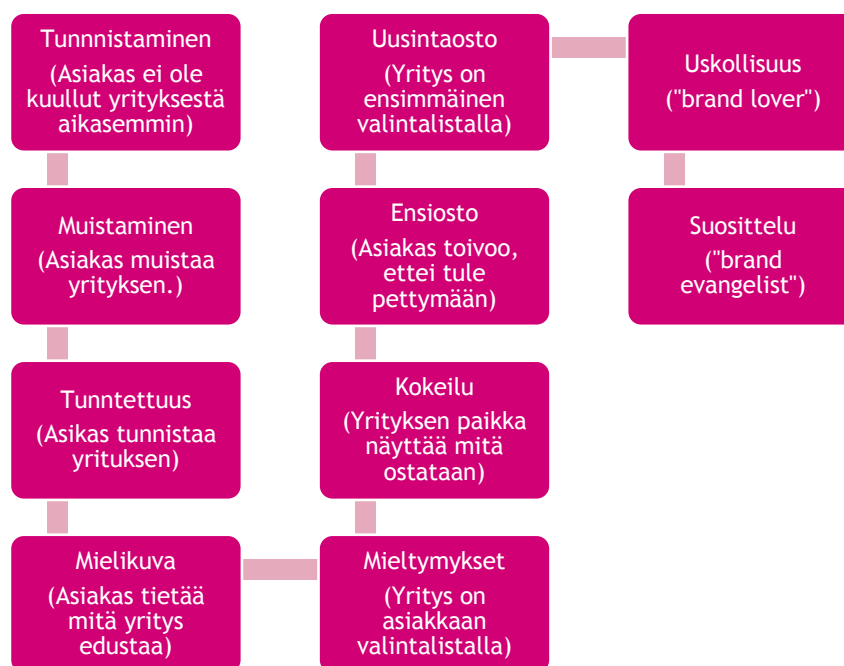 Tunnnistaminen
(Asiakas ei ole
kuullut yrityksestä
aikasemmin)
Muistaminen
(Asiakas muistaa
yrityksen.)
Tunntettuus
(Asikas tunnistaa
yrituksen)
Mielikuva
(Asiakas tietää
mitä yritys
edustaa)
Mieltymykset
(Yritys on
asiakkaan
valintalistalla)
Kokeilu
(Yrityksen paikka
näyttää mitä
ostataan)
Ensiosto
(Asiakas toivoo,
ettei tule
pettymään)
Uusintaosto
(Yritys on
ensimmäinen
valintalistalla)
Uskollisuus
("brand lover")
Suosittelu
("brand
evangelist")